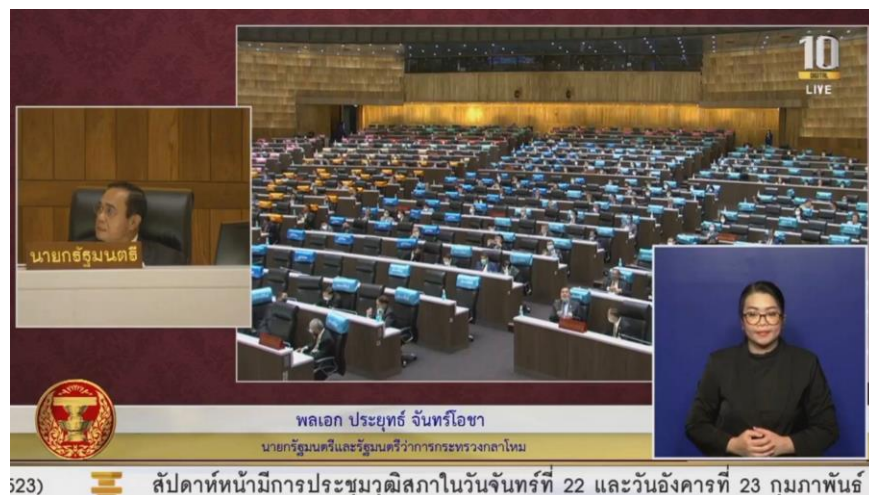 10
LIVE
นายกรัฐมนตรี
พลเอก ประยุทธ์ จันทร์โอชา
นายกรัฐมนตรีและรัฐมนตรีว่าการกระทรวงกลาโหม
523) สัปดาห์หน้ามีการประชุมวุฒิสภาในวันจันทร์ที่ 22 และวันอังคารที่ 23 กุมภาพันธ์